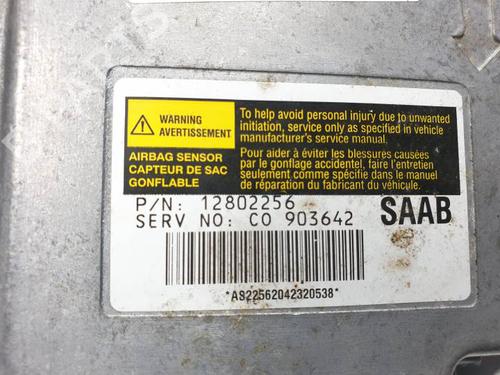 WARNING
AVERTISSEMENT
AIRBAG SENSOR
CAPTEUR DE SAC
GONFLABLE
To help avoid personal injury due to unwanted
initiation, service only as specified in vehicle
manufacturer's service manual.
Pour aider à éviter les blessures causées
par le gonflage accidentel, faire l'entretien
seulement comme spécifié dans le manuel
de réparation du fabricant du véhicule.
P/N: 12802256
SERV NO: CO 903642
SAAB
*AS22562042320538*